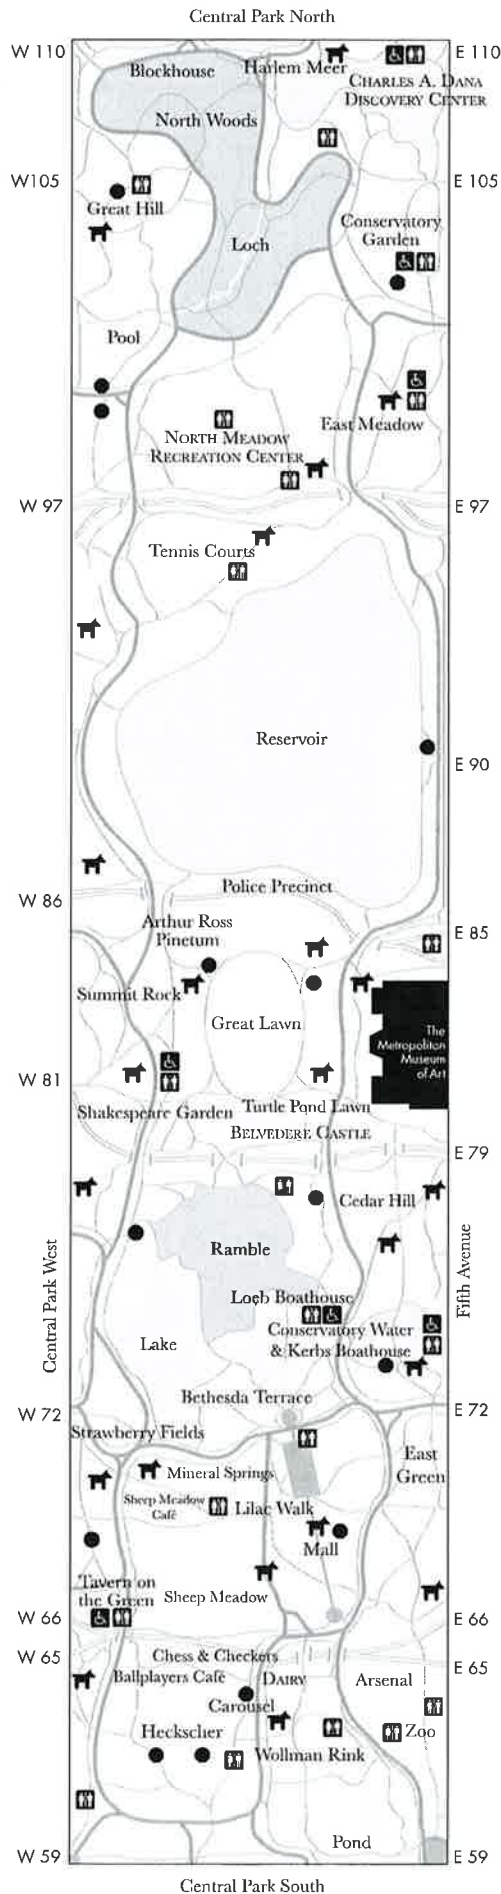 Central Park North
W 110
E 110
Blockhouse
Harlem Meer
CHARLES A. DANA
DISCOVERY CENTER
North Woods
W105
E 105
Great Hill
Conservatory
Garden
Loch
Pool
East Meadow
NORTH MEADOW
RECREATION CENTER
W 97
E 97
Tennis Courts
Reservoir
E 90
Police Precinct
W 86
Arthur Ross
Pinetum
E 85
Summit Rock
Great Lawn
The
Metropolitan
Museum
of Art
W 81
Shakespeare Garden
Turtle Pond Lawn
BELVEDERE CASTLE
E 79
Cedar Hill
Ramble
Central Park West
Fifth Avenue
Loeb Boathouse
Conservatory Water
& Kerbs Boathouse
Lake
Bethesda Terrace
W 72
E 72
Strawberry Fields
East
Green
Mineral Springs
Sheep Meadow
Café
Lilac Walk
Mall
Tavern on
the Green
Sheep Meadow
W 66
E 66
W 65
E 65
Chess & Checkers
Ballplayers Café
DAIRY
Arsenal
Carousel
Heckscher
Zoo
Wollman Rink
Pond
W 59
E 59
Central Park South